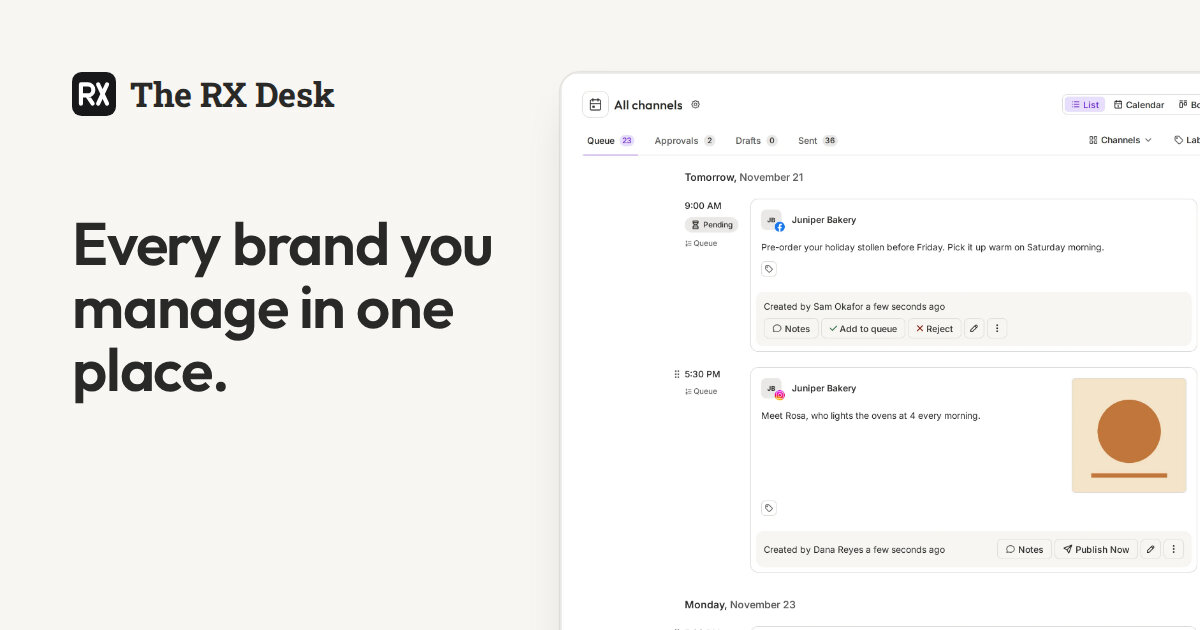 RX The RX Desk
Every brand you
manage in one
place.
All channels
List Calendar
Queue 23 Approvals 2 Drafts 0 Sent 36
Channels
Tomorrow, November 21
9:00 AM
Pending
Queue
JB Juniper Bakery
Pre-order your holiday stollen before Friday. Pick it up warm on Saturday morning.
Created by Sam Okafor a few seconds ago
Notes Add to queue Reject
5:30 PM
Queue
JB Juniper Bakery
Meet Rosa, who lights the ovens at 4 every morning.
Created by Dana Reyes a few seconds ago
Notes Publish Now
Monday, November 23